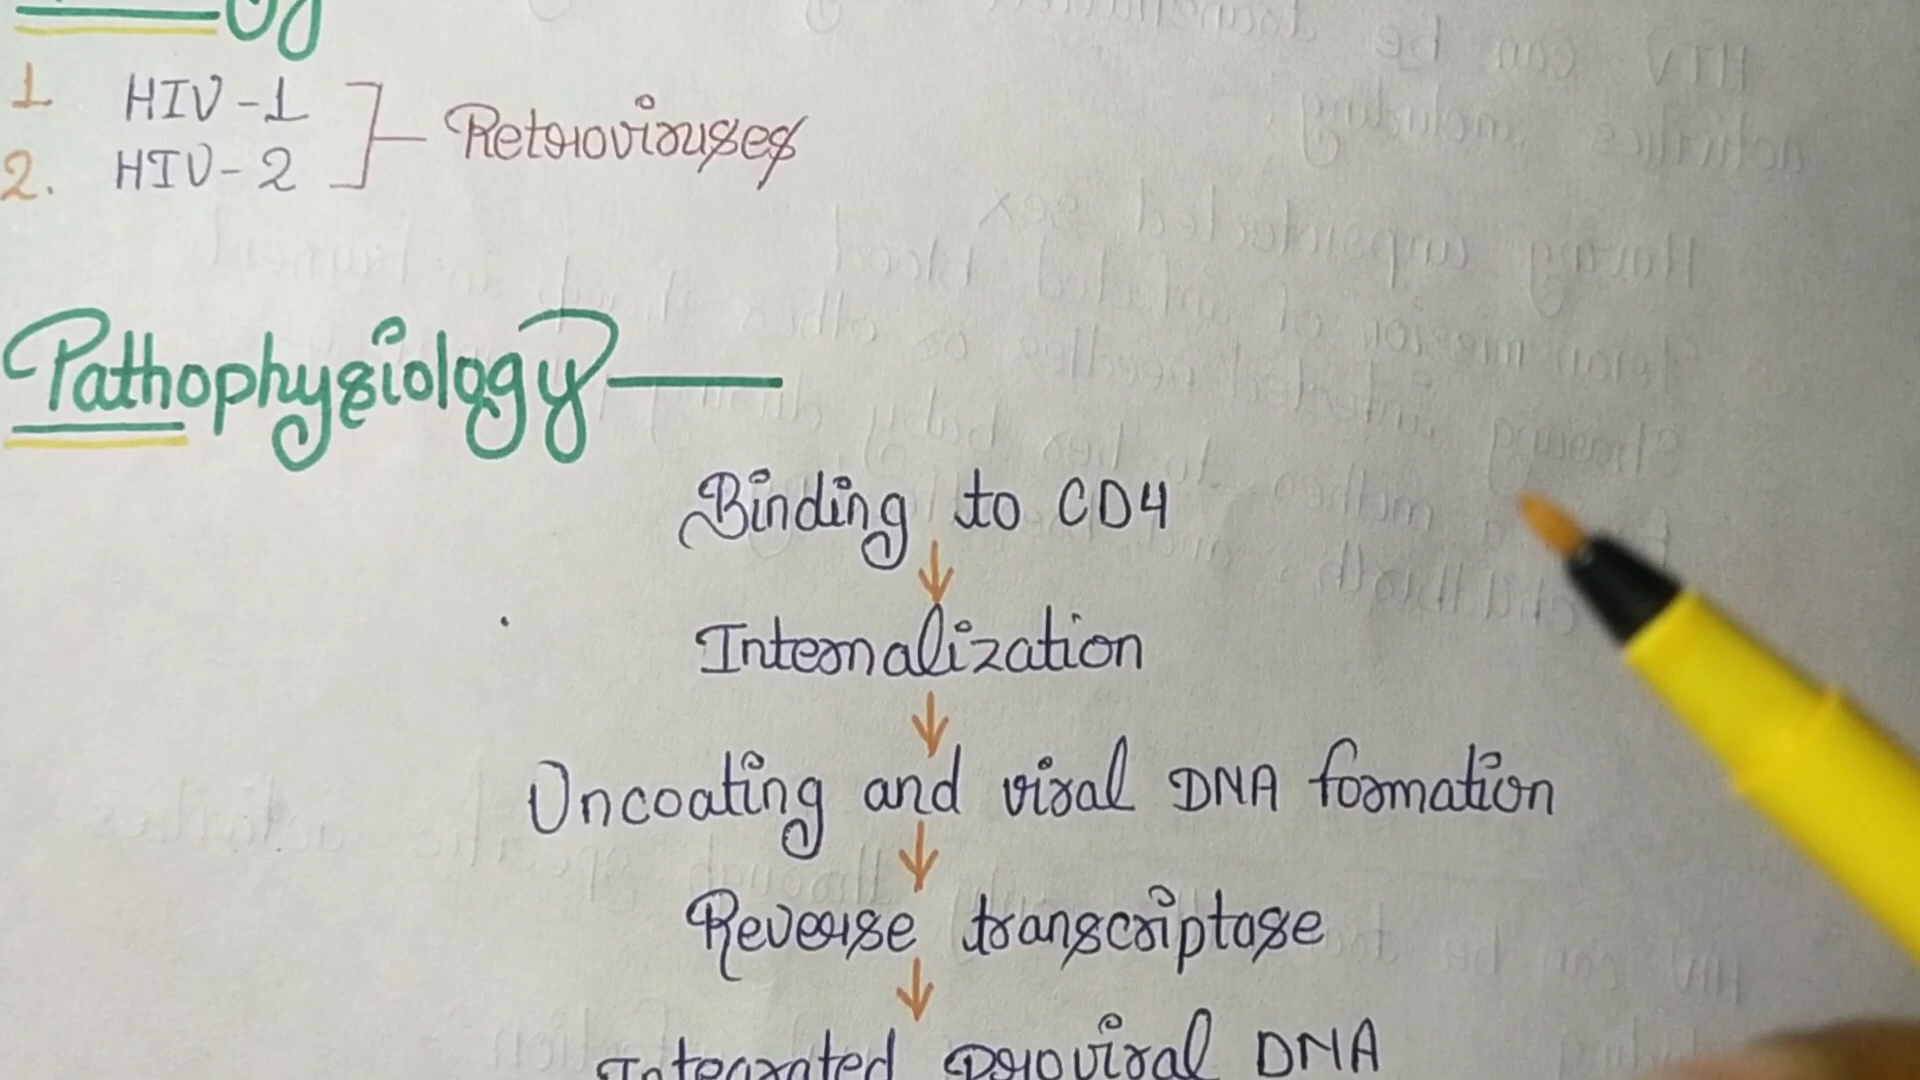 1 HIV-1
2. HIV-2
Retroviruses
Pathophysiology
Binding to CD4
↓
Internalization
↓
Uncoating and viral DNA formation
↓
Reverse transcriptase
↓
Integrated Proviral DNA